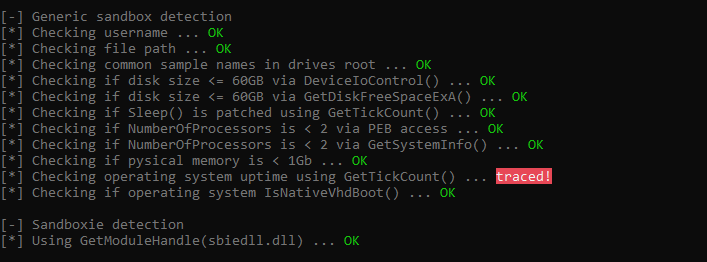 [-] Generic sandbox detection
[*] Checking username ... OK
[*] Checking file path ... OK
[*] Checking common sample names in drives root ... OK
[*] Checking if disk size <= 60GB via DeviceIoControl() ... OK
[*] Checking if disk size <= 60GB via GetDiskFreeSpaceExA() ... OK
[*] Checking if Sleep() is patched using GetTickCount() ... OK
[*] Checking if NumberOfProcessors is < 2 via PEB access ... OK
[*] Checking if NumberOfProcessors is < 2 via GetSystemInfo() ... OK
[*] Checking if pysical memory is < 1Gb ... OK
[*] Checking operating system uptime using GetTickCount() ... traced!
[*] Checking if operating system IsNativeVhdBoot() ... OK
[-] Sandboxie detection
[*] Using GetModuleHandle(sbiedll.dll) ... OK